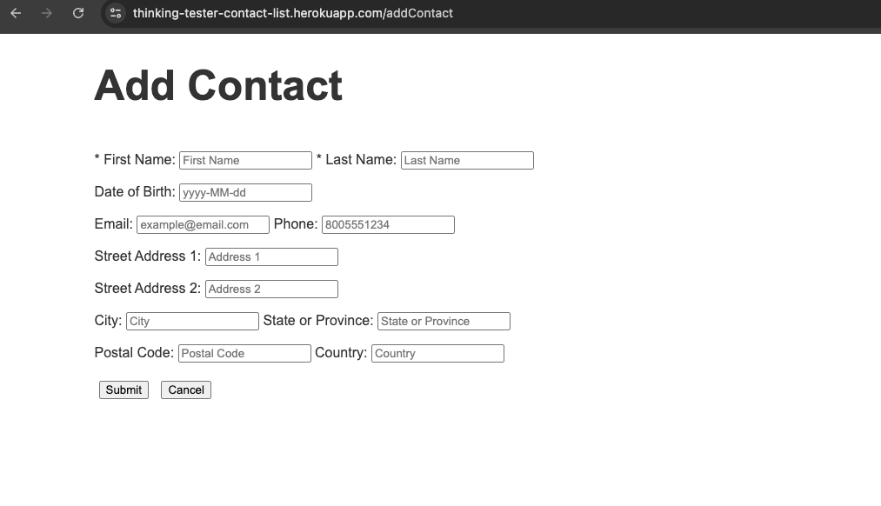 thinking-tester-contact-list.herokuapp.com/addContact
Add Contact
* First Name: First Name * Last Name: Last Name
Date of Birth: yyyy-MM-dd
Email: example@email.com Phone: 8005551234
Street Address 1: Address 1
Street Address 2: Address 2
City: City State or Province: State or Province
Postal Code: Postal Code Country: Country
Submit Cancel